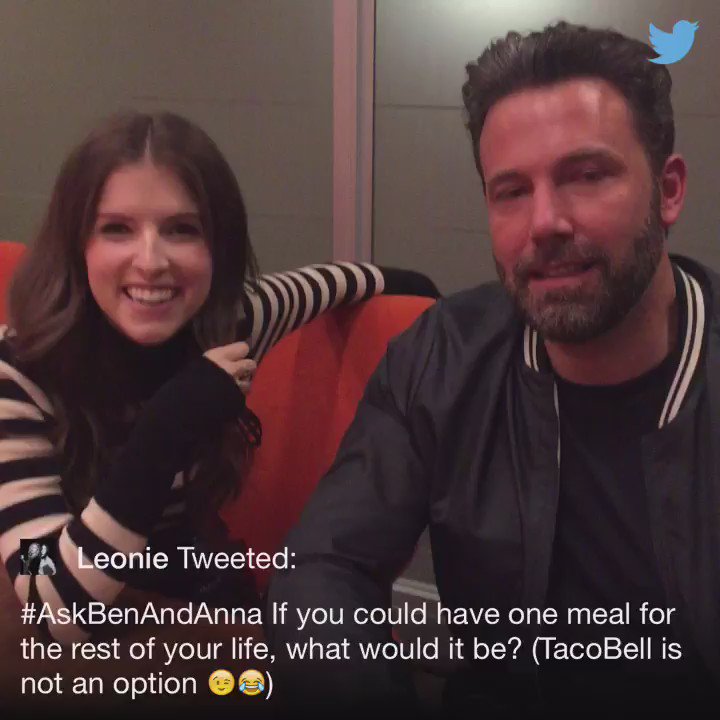 Leonie Tweeted:
#AskBenAndAnna If you could have one meal for
the rest of your life, what would it be? (TacoBell is
not an option 😉😂)